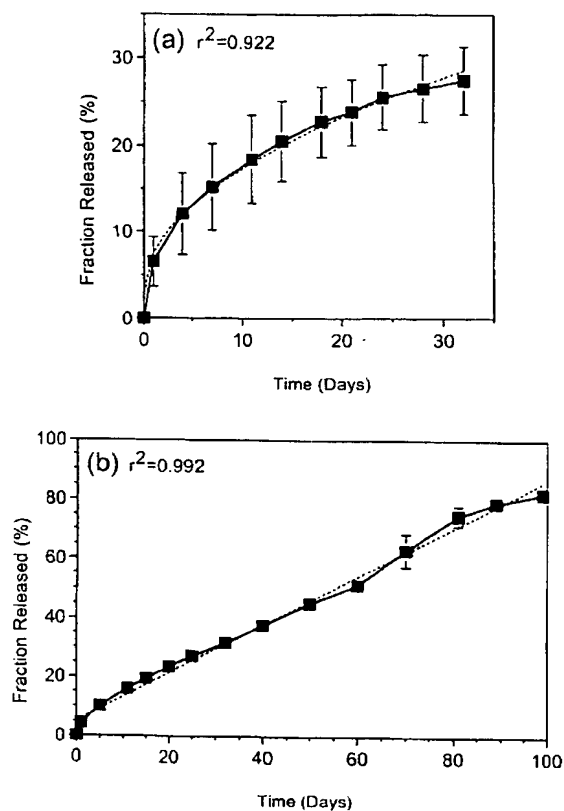 (a) r²=0.922
Fraction Released (%)
30
20
10
0
0 10 20 30
Time (Days)
(b) r²=0.992
Fraction Released (%)
100
80
60
40
20
0
0 20 40 60 80 100
Time (Days)